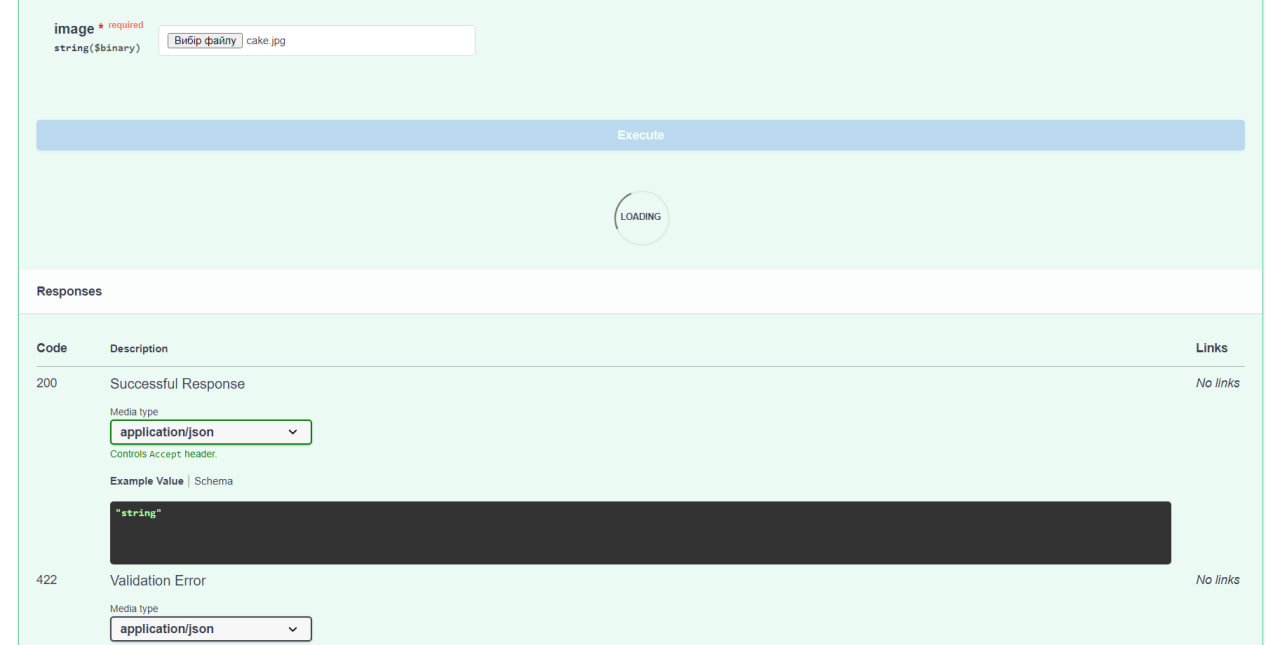 image * required
string($binary)
Вибір файлу cake.jpg
Execute
LOADING
Responses
Code Description Links
200 Successful Response No links
Media type
application/json
Controls Accept header.
Example Value | Schema
"string"
422 Validation Error No links
Media type
application/json